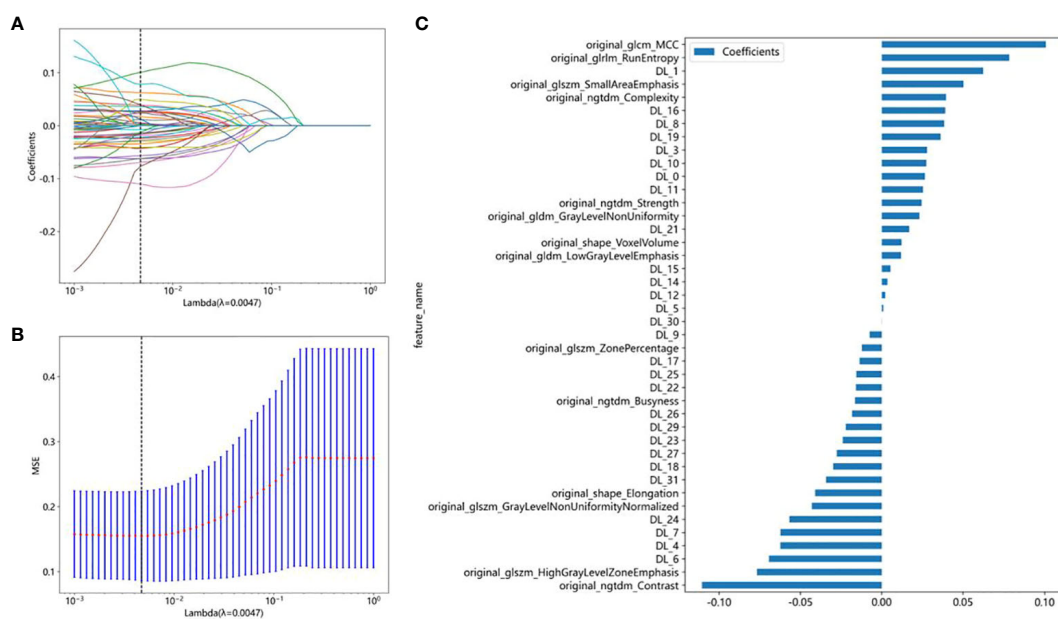 A
0.1
0.0
-0.1
-0.2
Coefficients
10⁻³
10⁻²
10⁻¹
10⁰
Lambda(λ=0.0047)
B
0.4
0.3
0.2
0.1
MSE
10⁻³
10⁻²
10⁻¹
10⁰
Lambda(λ=0.0047)
C
Coefficients
feature_name
original_glcm_MCC
original_glrlm_RunEntropy
DL_1
original_glszm_SmallAreaEmphasis
original_ngtdm_Complexity
DL_16
DL_8
DL_19
DL_3
DL_10
DL_0
DL_11
original_ngtdm_Strength
original_gldm_GrayLevelNonUniformity
DL_21
original_shape_VoxelVolume
original_gldm_LowGrayLevelEmphasis
DL_15
DL_14
DL_12
DL_5
DL_30
DL_9
original_glszm_ZonePercentage
DL_17
DL_25
DL_22
original_ngtdm_Busyness
DL_26
DL_29
DL_23
DL_27
DL_18
DL_31
original_shape_Elongation
original_glszm_GrayLevelNonUniformityNormalized
DL_24
DL_7
DL_4
DL_6
original_glszm_HighGrayLevelZoneEmphasis
original_ngtdm_Contrast
-0.10
-0.05
0.00
0.05
0.10